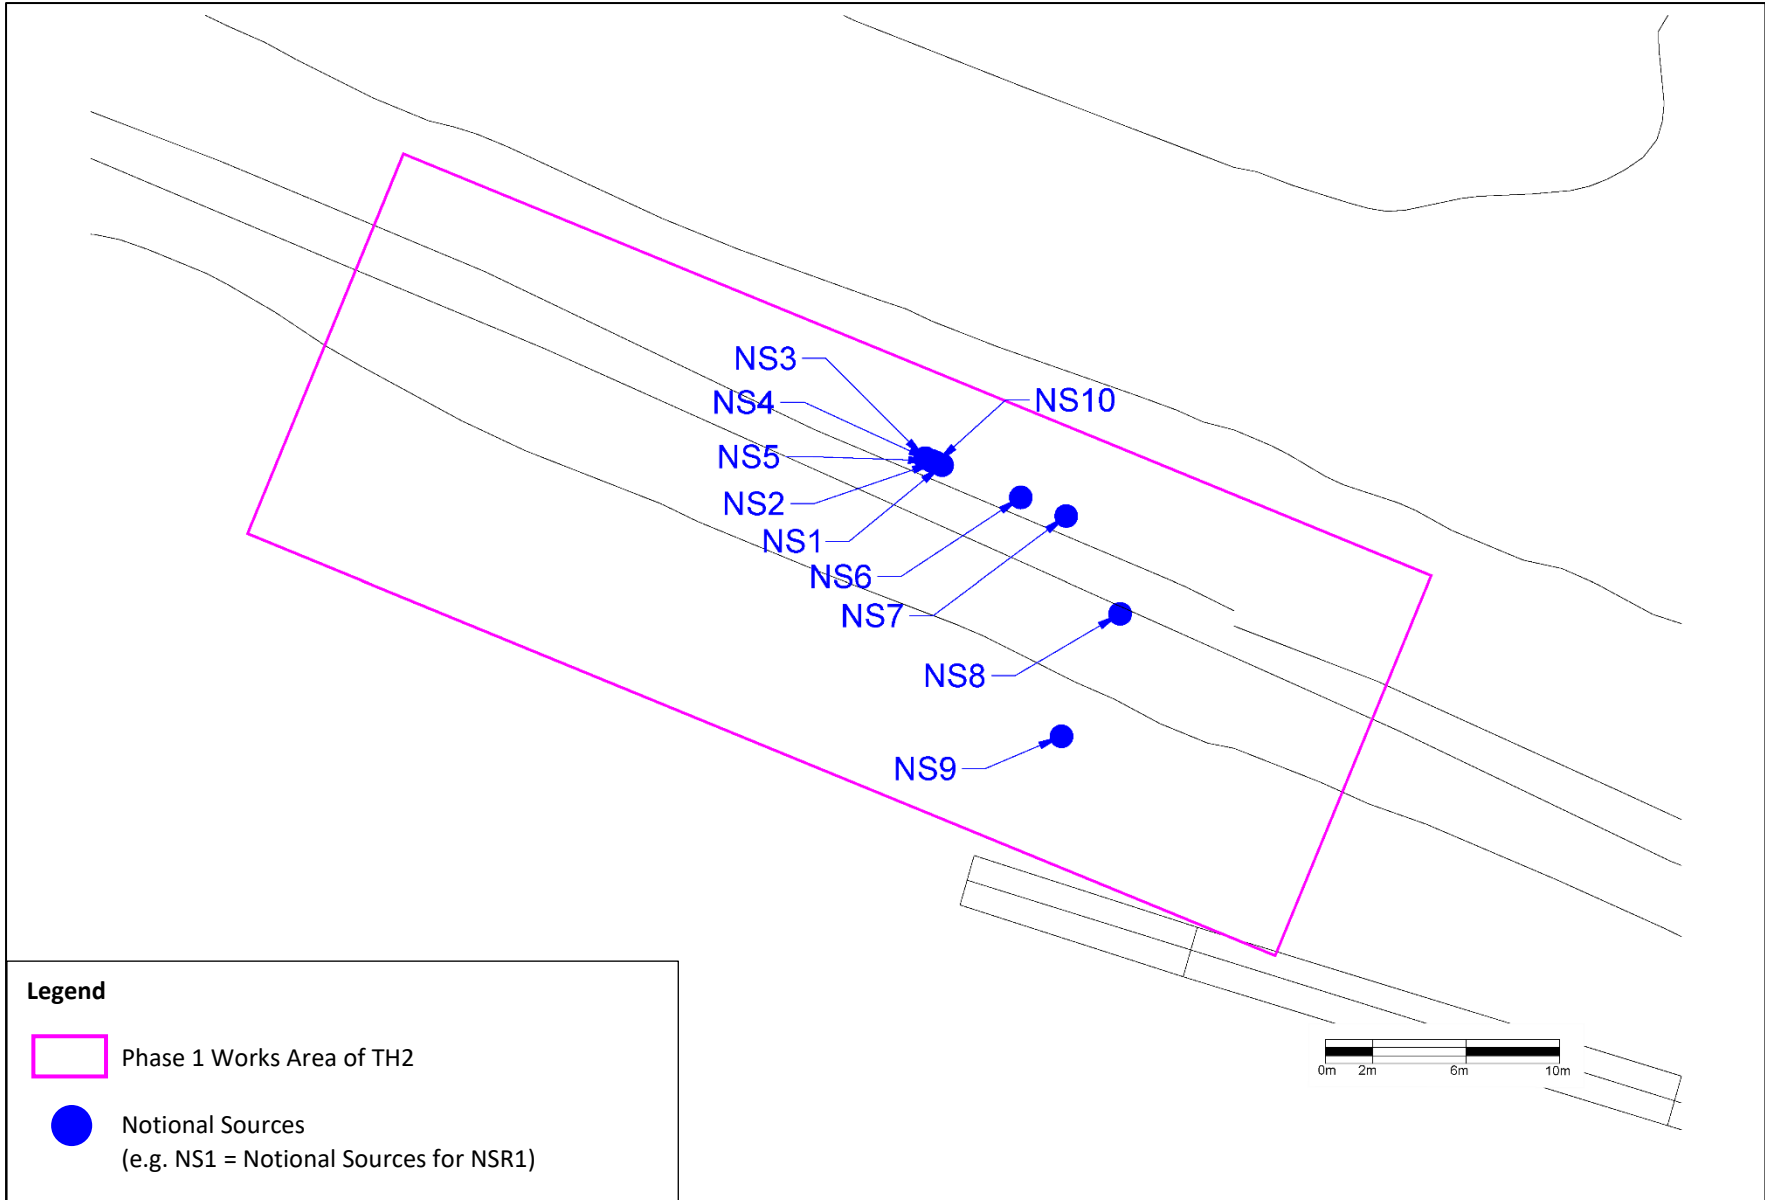 NS3
NS4
NS10
NS5
NS2
NS1
NS6
NS7
NS8
NS9
Legend
Phase 1 Works Area of TH2
Notional Sources
(e.g. NS1 = Notional Sources for NSR1)
0m 2m 6m 10m